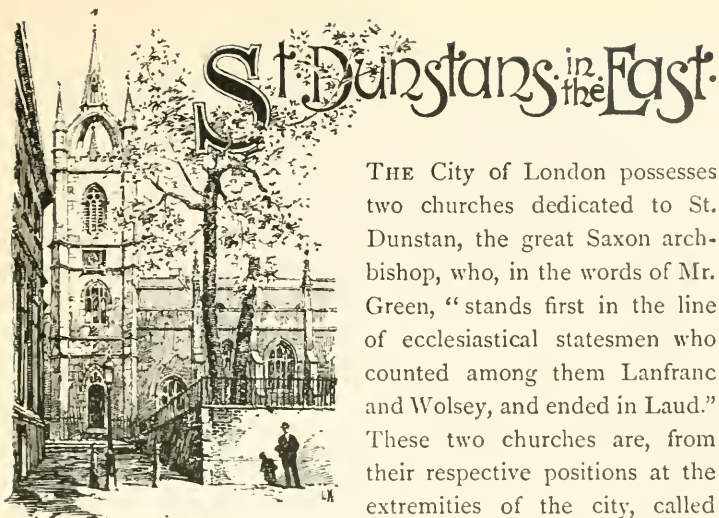 St. Dunstans. in the East.
THE City of London possesses
two churches dedicated to St.
Dunstan, the great Saxon arch-
bishop, who, in the words of Mr.
Green, “ stands first in the line
of ecclesiastical statesmen who
counted among them Lanfranc
and Wolsey, and ended in Laud.”
These two churches are, from
their respective positions at the
extremities of the city, called